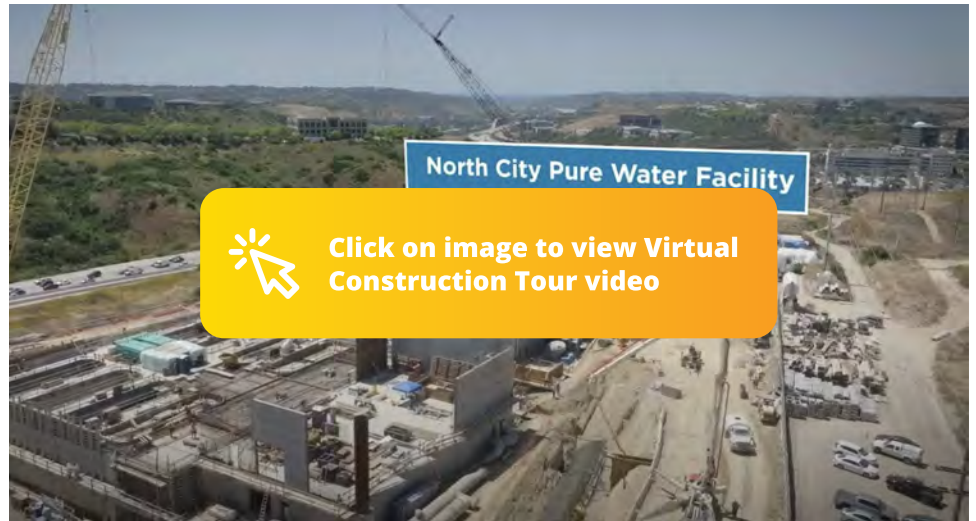 North City Pure Water Facility
Click on image to view Virtual
Construction Tour video